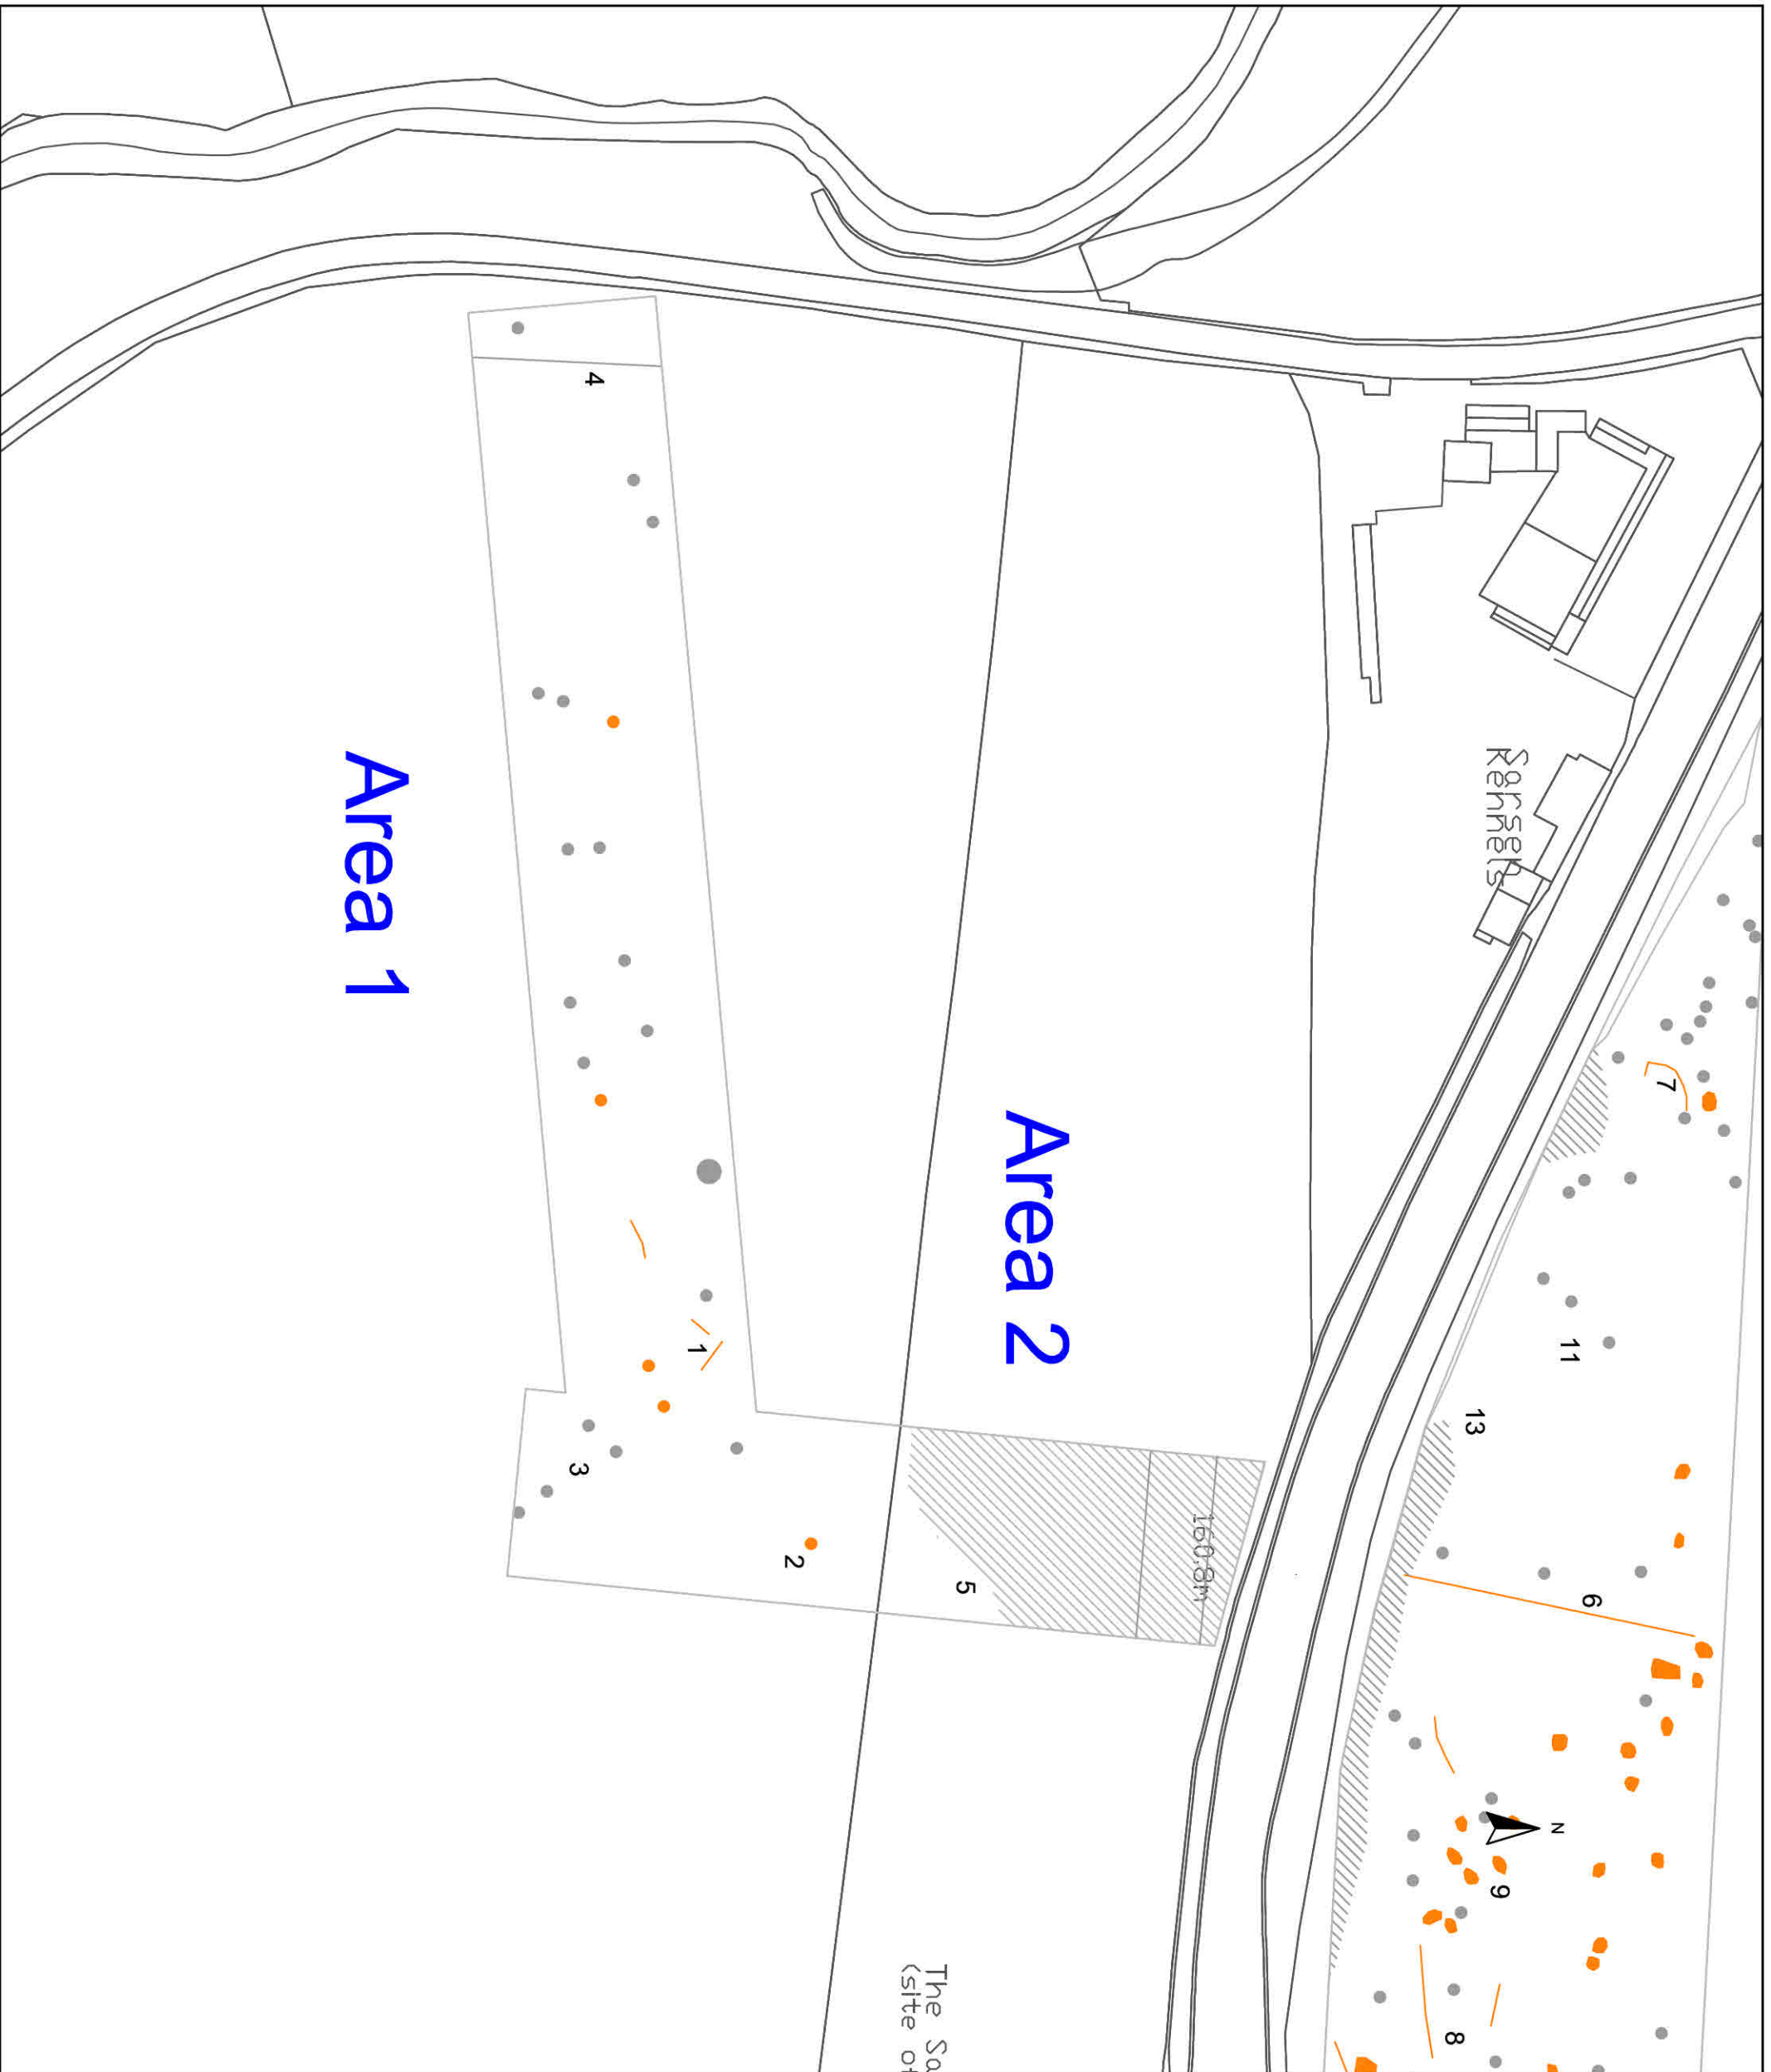 Sarsen
Kennels
Area 1
Area 2
160.8m
The Sa
(site of
4
1
3
2
5
7
11
13
6
9
8
N